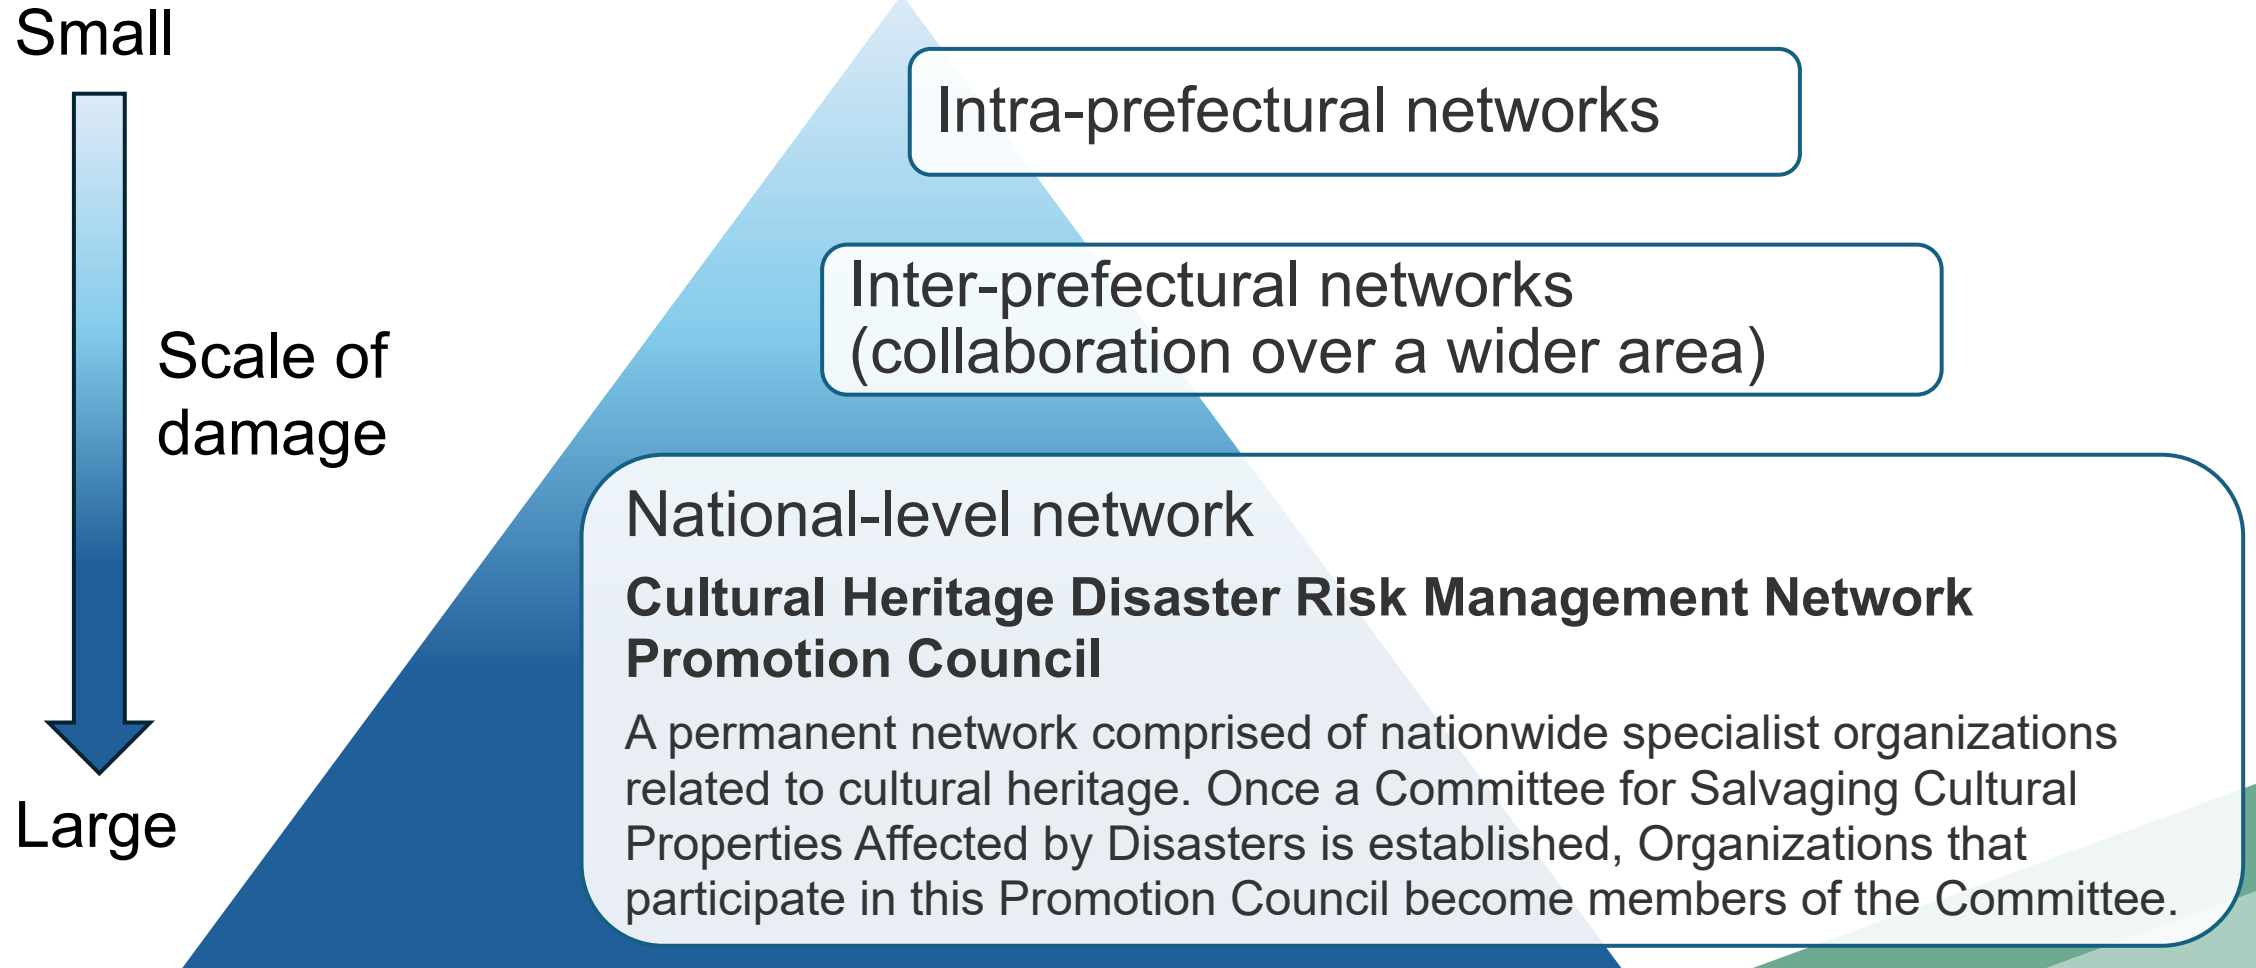 Small
Scale of
damage
Large
Intra-prefectural networks
Inter-prefectural networks
(collaboration over a wider area)
National-level network
Cultural Heritage Disaster Risk Management Network
Promotion Council
A permanent network comprised of nationwide specialist organizations
related to cultural heritage. Once a Committee for Salvaging Cultural
Properties Affected by Disasters is established, Organizations that
participate in this Promotion Council become members of the Committee.